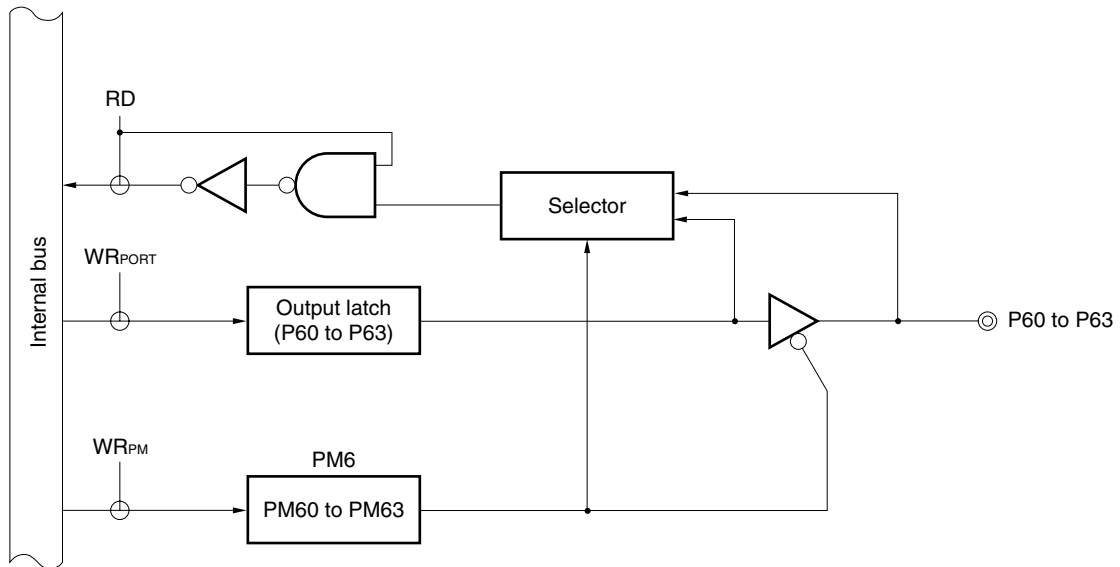 RD
Selector
WRPORT
Internal bus
Output latch
(P60 to P63)
P60 to P63
WRPM
PM6
PM60 to PM63